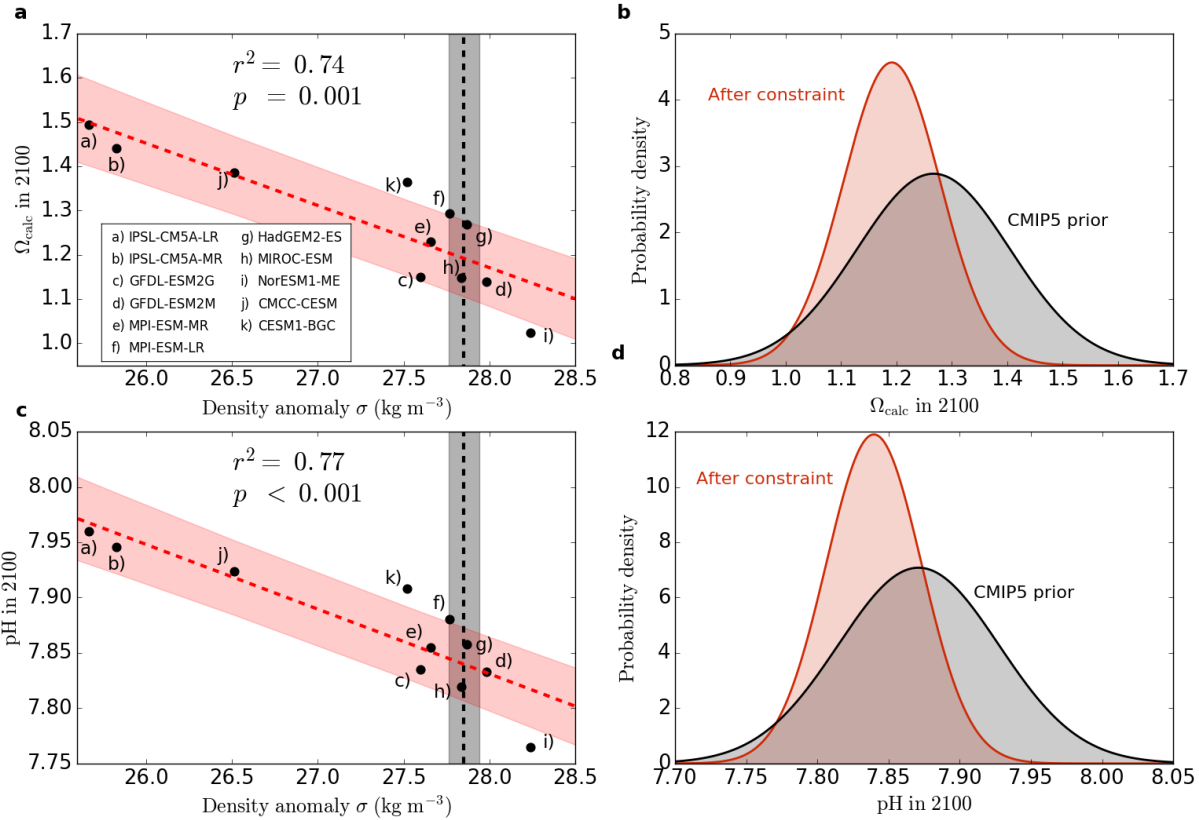 a
1.7
1.6
1.5
1.4
1.3
1.2
1.1
1.0
Ω_calc in 2100
r² = 0.74
p = 0.001
a)
b)
j)
k)
f)
e)
g)
c)
h)
d)
i)
a) IPSL-CM5A-LR
b) IPSL-CM5A-MR
c) GFDL-ESM2G
d) GFDL-ESM2M
e) MPI-ESM-MR
f) MPI-ESM-LR
g) HadGEM2-ES
h) MIROC-ESM
i) NorESM1-ME
j) CMCC-CESM
k) CESM1-BGC
26.0 26.5 27.0 27.5 28.0 28.5
Density anomaly σ (kg m⁻³)
b
5
4
3
2
1
0
Probability density
After constraint
CMIP5 prior
0.8 0.9 1.0 1.1 1.2 1.3 1.4 1.5 1.6 1.7
Ω_calc in 2100
c
8.05
8.00
7.95
7.90
7.85
7.80
7.75
pH in 2100
r² = 0.77
p < 0.001
a)
b)
j)
k)
f)
e)
g)
c)
h)
d)
i)
26.0 26.5 27.0 27.5 28.0 28.5
Density anomaly σ (kg m⁻³)
d
12
10
8
6
4
2
0
Probability density
After constraint
CMIP5 prior
7.70 7.75 7.80 7.85 7.90 7.95 8.00 8.05
pH in 2100